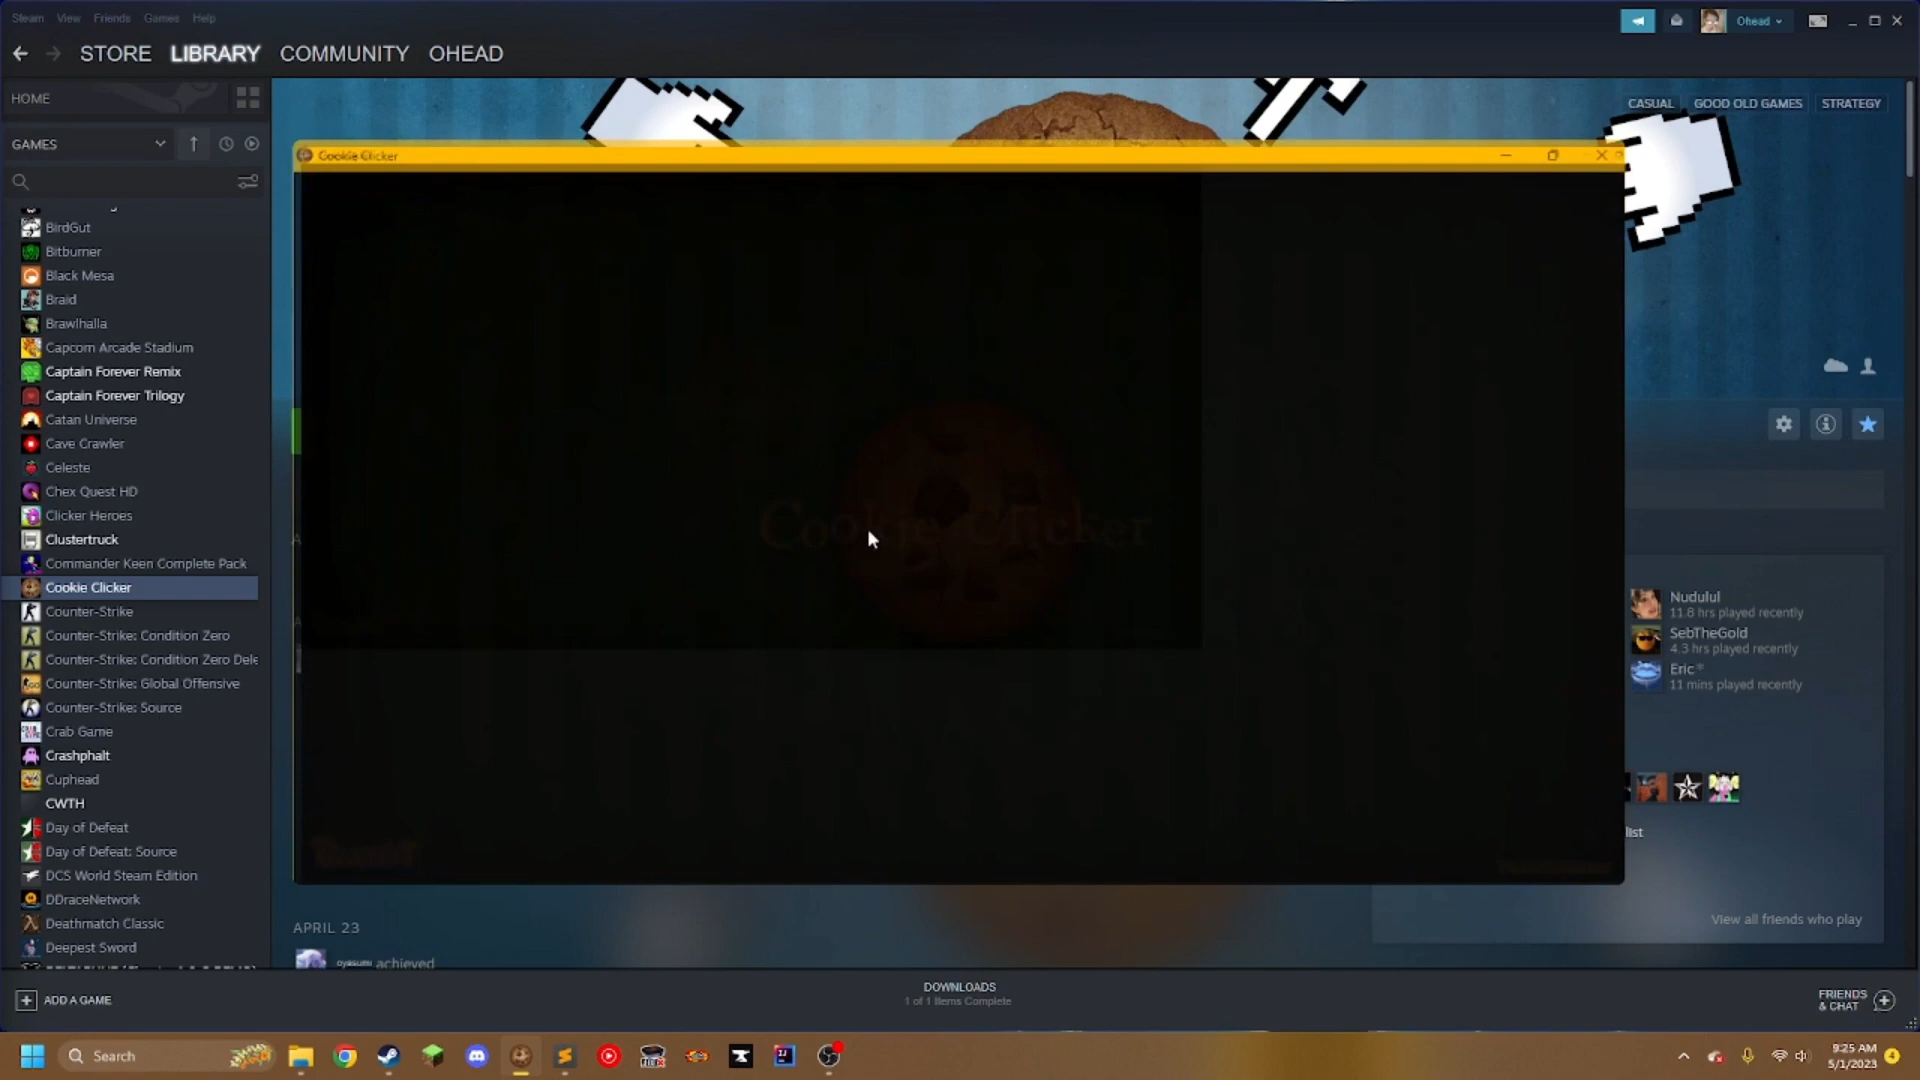 Steam View Friends Games Help
Ohead
STORE LIBRARY COMMUNITY OHEAD
HOME
CASUAL GOOD OLD GAMES STRATEGY
GAMES
Cookie Clicker
BirdGut
Bitburner
Black Mesa
Braid
Brawlhalla
Capcom Arcade Stadium
Captain Forever Remix
Captain Forever Trilogy
Catan Universe
Cave Crawler
Celeste
Chex Quest HD
Clicker Heroes
Clustertruck
Commander Keen Complete Pack
Cookie Clicker
Counter-Strike
Counter-Strike: Condition Zero
Counter-Strike: Condition Zero Dele
Counter-Strike: Global Offensive
Counter-Strike: Source
Crab Game
Crashphalt
Cuphead
CWTH
Day of Defeat
Day of Defeat: Source
DCS World Steam Edition
DDraceNetwork
Deathmatch Classic
Deepest Sword
Cookie Clicker
Nudulul
11.8 hrs played recently
SebTheGold
4.3 hrs played recently
Eric*
11 mins played recently
list
View all friends who play
APRIL 23
oyasumi achieved
ADD A GAME
DOWNLOADS
1 of 1 Items Complete
FRIENDS
& CHAT
Search
9:25 AM
5/1/2023
4